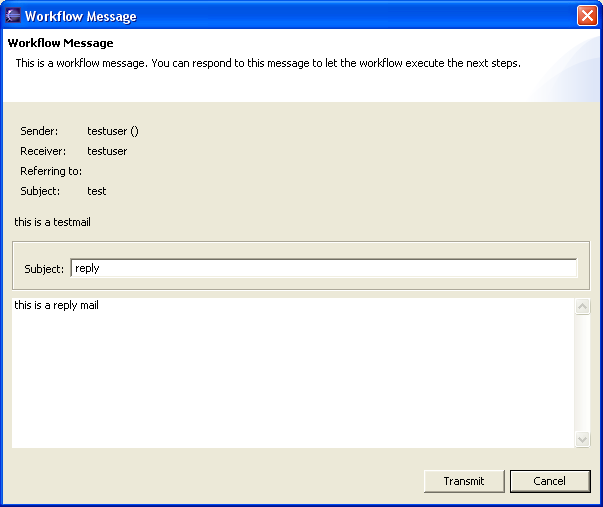 Workflow Message
Workflow Message
This is a workflow message. You can respond to this message to let the workflow execute the next steps.
Sender: testuser ()
Receiver: testuser
Referring to:
Subject: test
this is a testmail
Subject: reply
this is a reply mail
Transmit Cancel